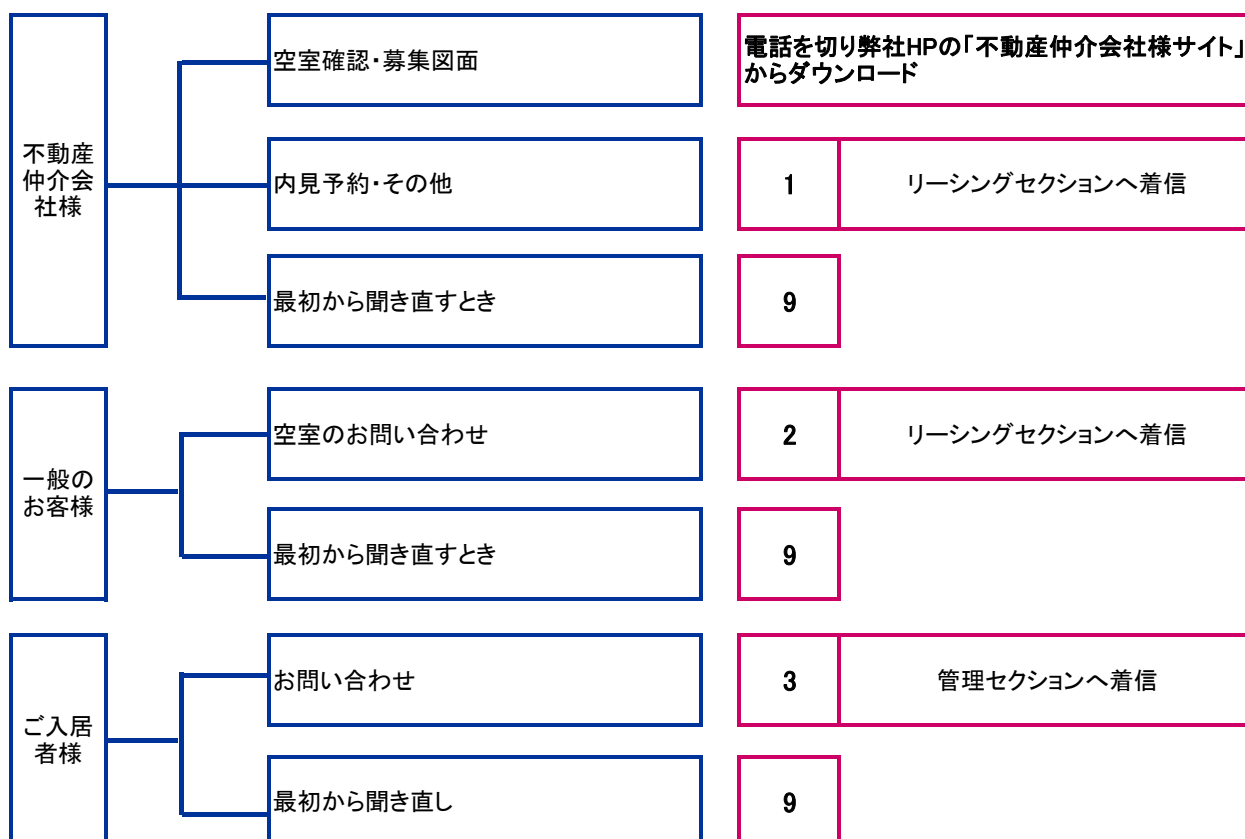 不動産
仲介会
社様
空室確認・募集図面
電話を切り弊社HPの「不動産仲介会社様サイト」
からダウンロード
内見予約・その他
1
リーシングセクションへ着信
最初から聞き直すとき
9
一般の
お客様
空室のお問い合わせ
2
リーシングセクションへ着信
最初から聞き直すとき
9
ご入居
者様
お問い合わせ
3
管理セクションへ着信
最初から聞き直し
9